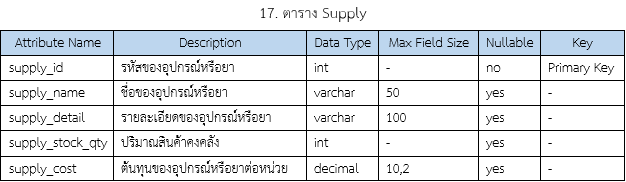 17. ตาราง Supply
Attribute Name Description Data Type Max Field Size Nullable Key
supply_id รหัสของอุปกรณ์หรือยา int - no Primary Key
supply_name ชื่อของอุปกรณ์หรือยา varchar 50 yes -
supply_detail รายละเอียดของอุปกรณ์หรือยา varchar 100 yes -
supply_stock_qty ปริมาณสินค้าคงคลัง int - yes -
supply_cost ต้นทุนของอุปกรณ์หรือยาต่อหน่วย decimal 10,2 yes -